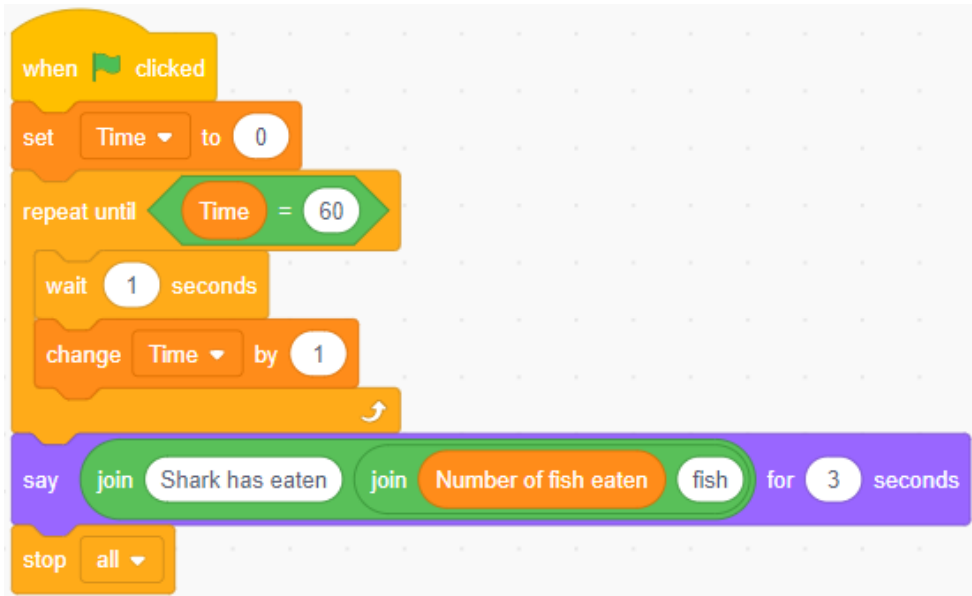 when clicked
set Time to 0
repeat until Time = 60
wait 1 seconds
change Time by 1
say join Shark has eaten join Number of fish eaten fish for 3 seconds
stop all